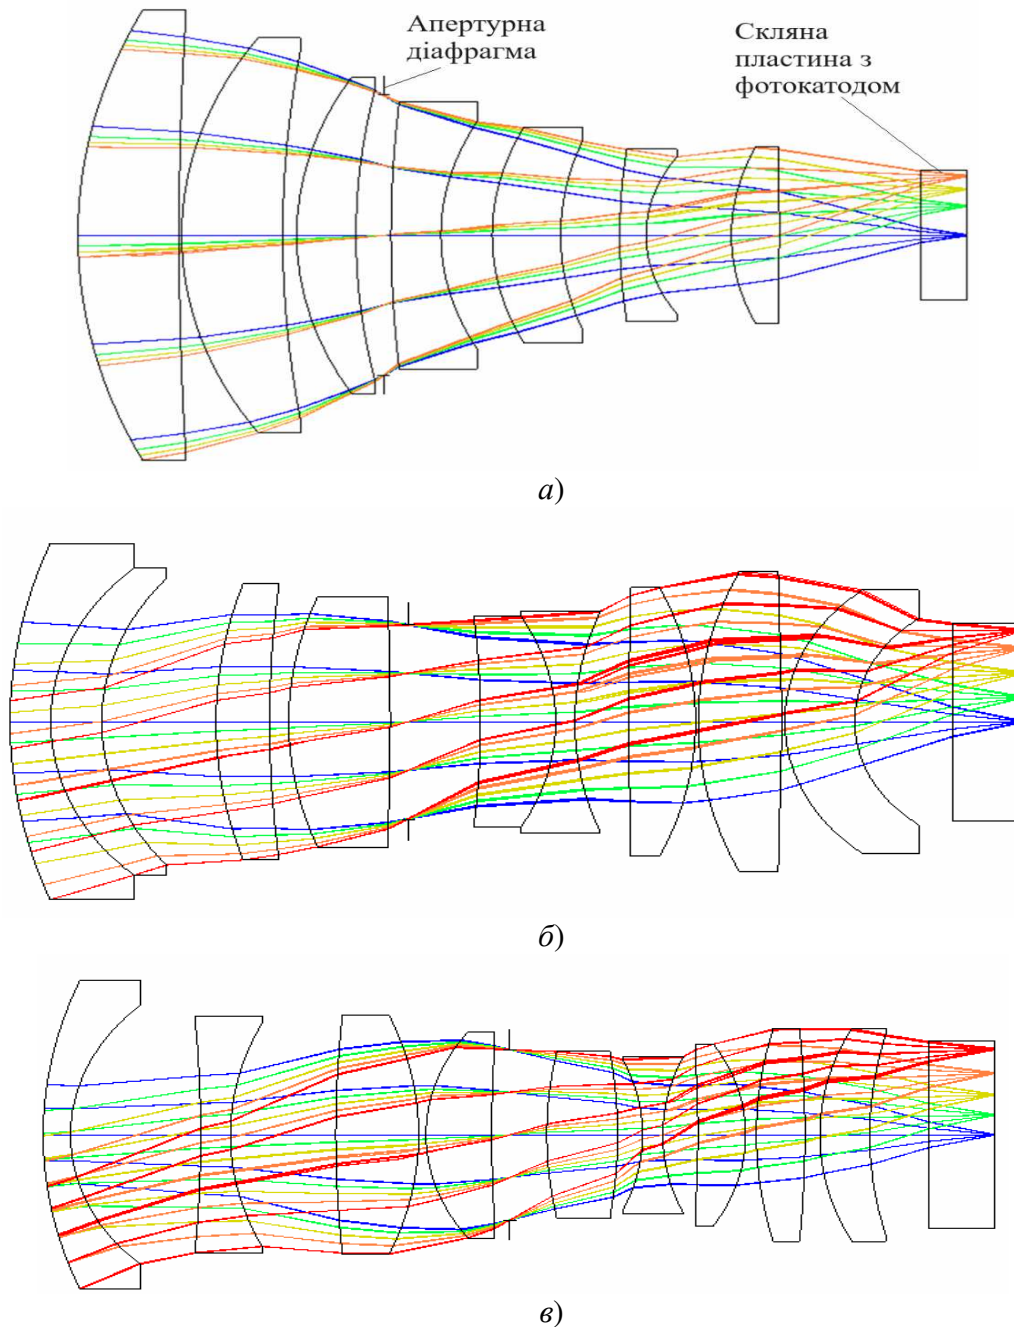 Апертурна
діафрагма
Скляна
пластина з
фотокатодом
а)
б)
в)